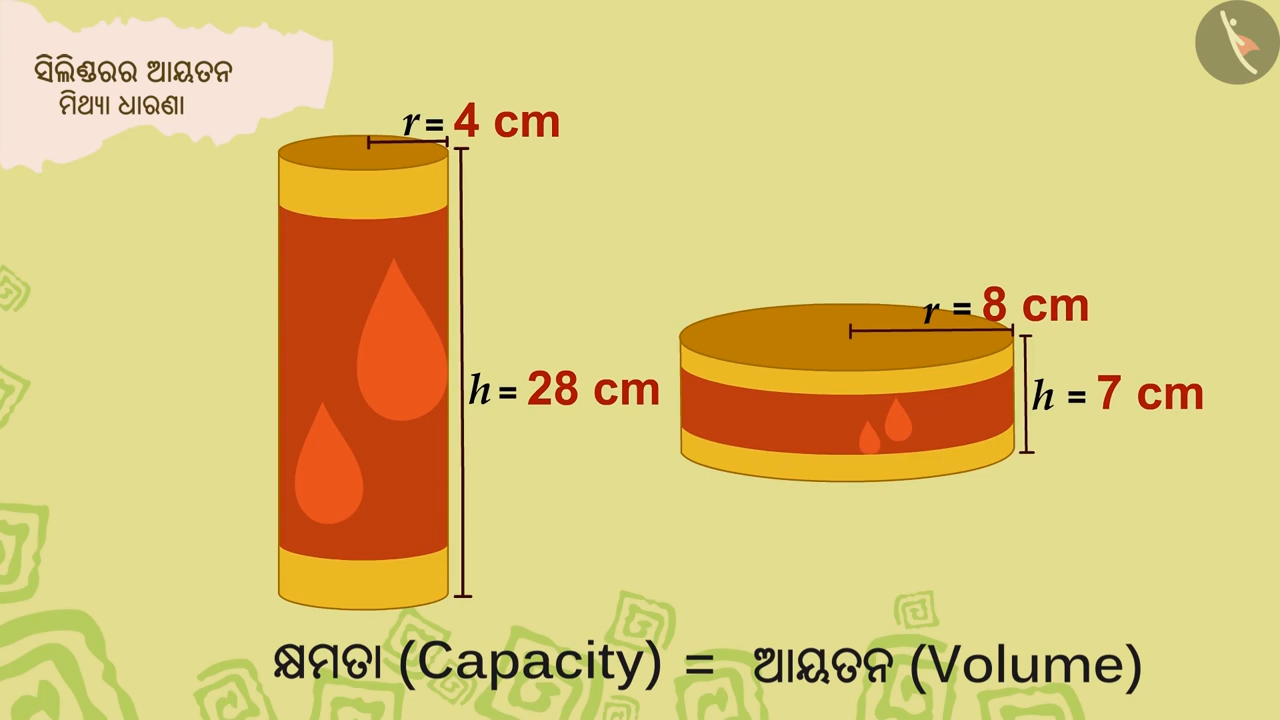 ସିଲିଣ୍ଡରର ଆୟତନ
ମିଥ୍ୟା ଧାରଣା
r = 4 cm
h = 28 cm
r = 8 cm
h = 7 cm
କ୍ଷମତା (Capacity) = ଆୟତନ (Volume)